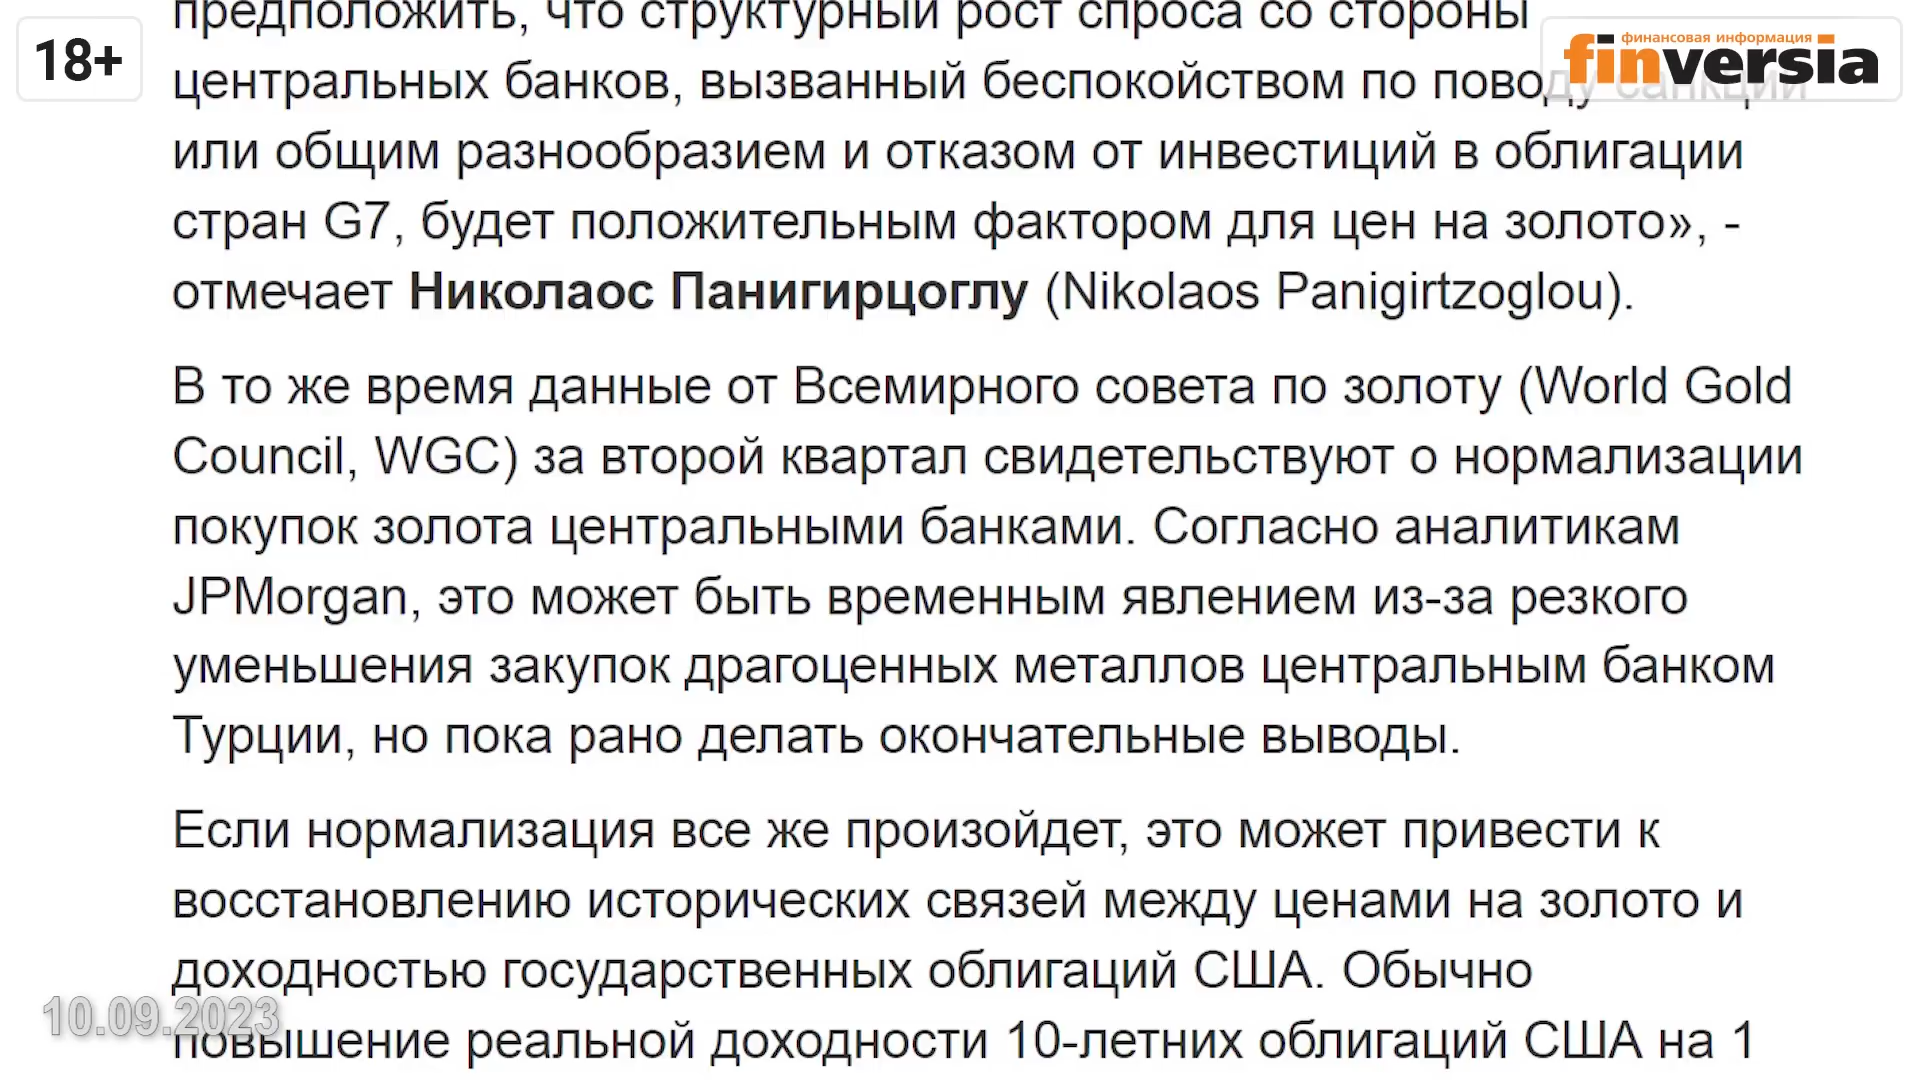 18+
финансовая информация
finversia
предположить, что структурный рост спроса со стороны
центральных банков, вызванный беспокойством по поводу санкций
или общим разнообразием и отказом от инвестиций в облигации
стран G7, будет положительным фактором для цен на золото», -
отмечает Николаос Панигирцоглу (Nikolaos Panigirtzoglou).
В то же время данные от Всемирного совета по золоту (World Gold
Council, WGC) за второй квартал свидетельствуют о нормализации
покупок золота центральными банками. Согласно аналитикам
JPMorgan, это может быть временным явлением из-за резкого
уменьшения закупок драгоценных металлов центральным банком
Турции, но пока рано делать окончательные выводы.
Если нормализация все же произойдет, это может привести к
восстановлению исторических связей между ценами на золото и
доходностью государственных облигаций США. Обычно
повышение реальной доходности 10-летних облигаций США на 1
10.09.2023